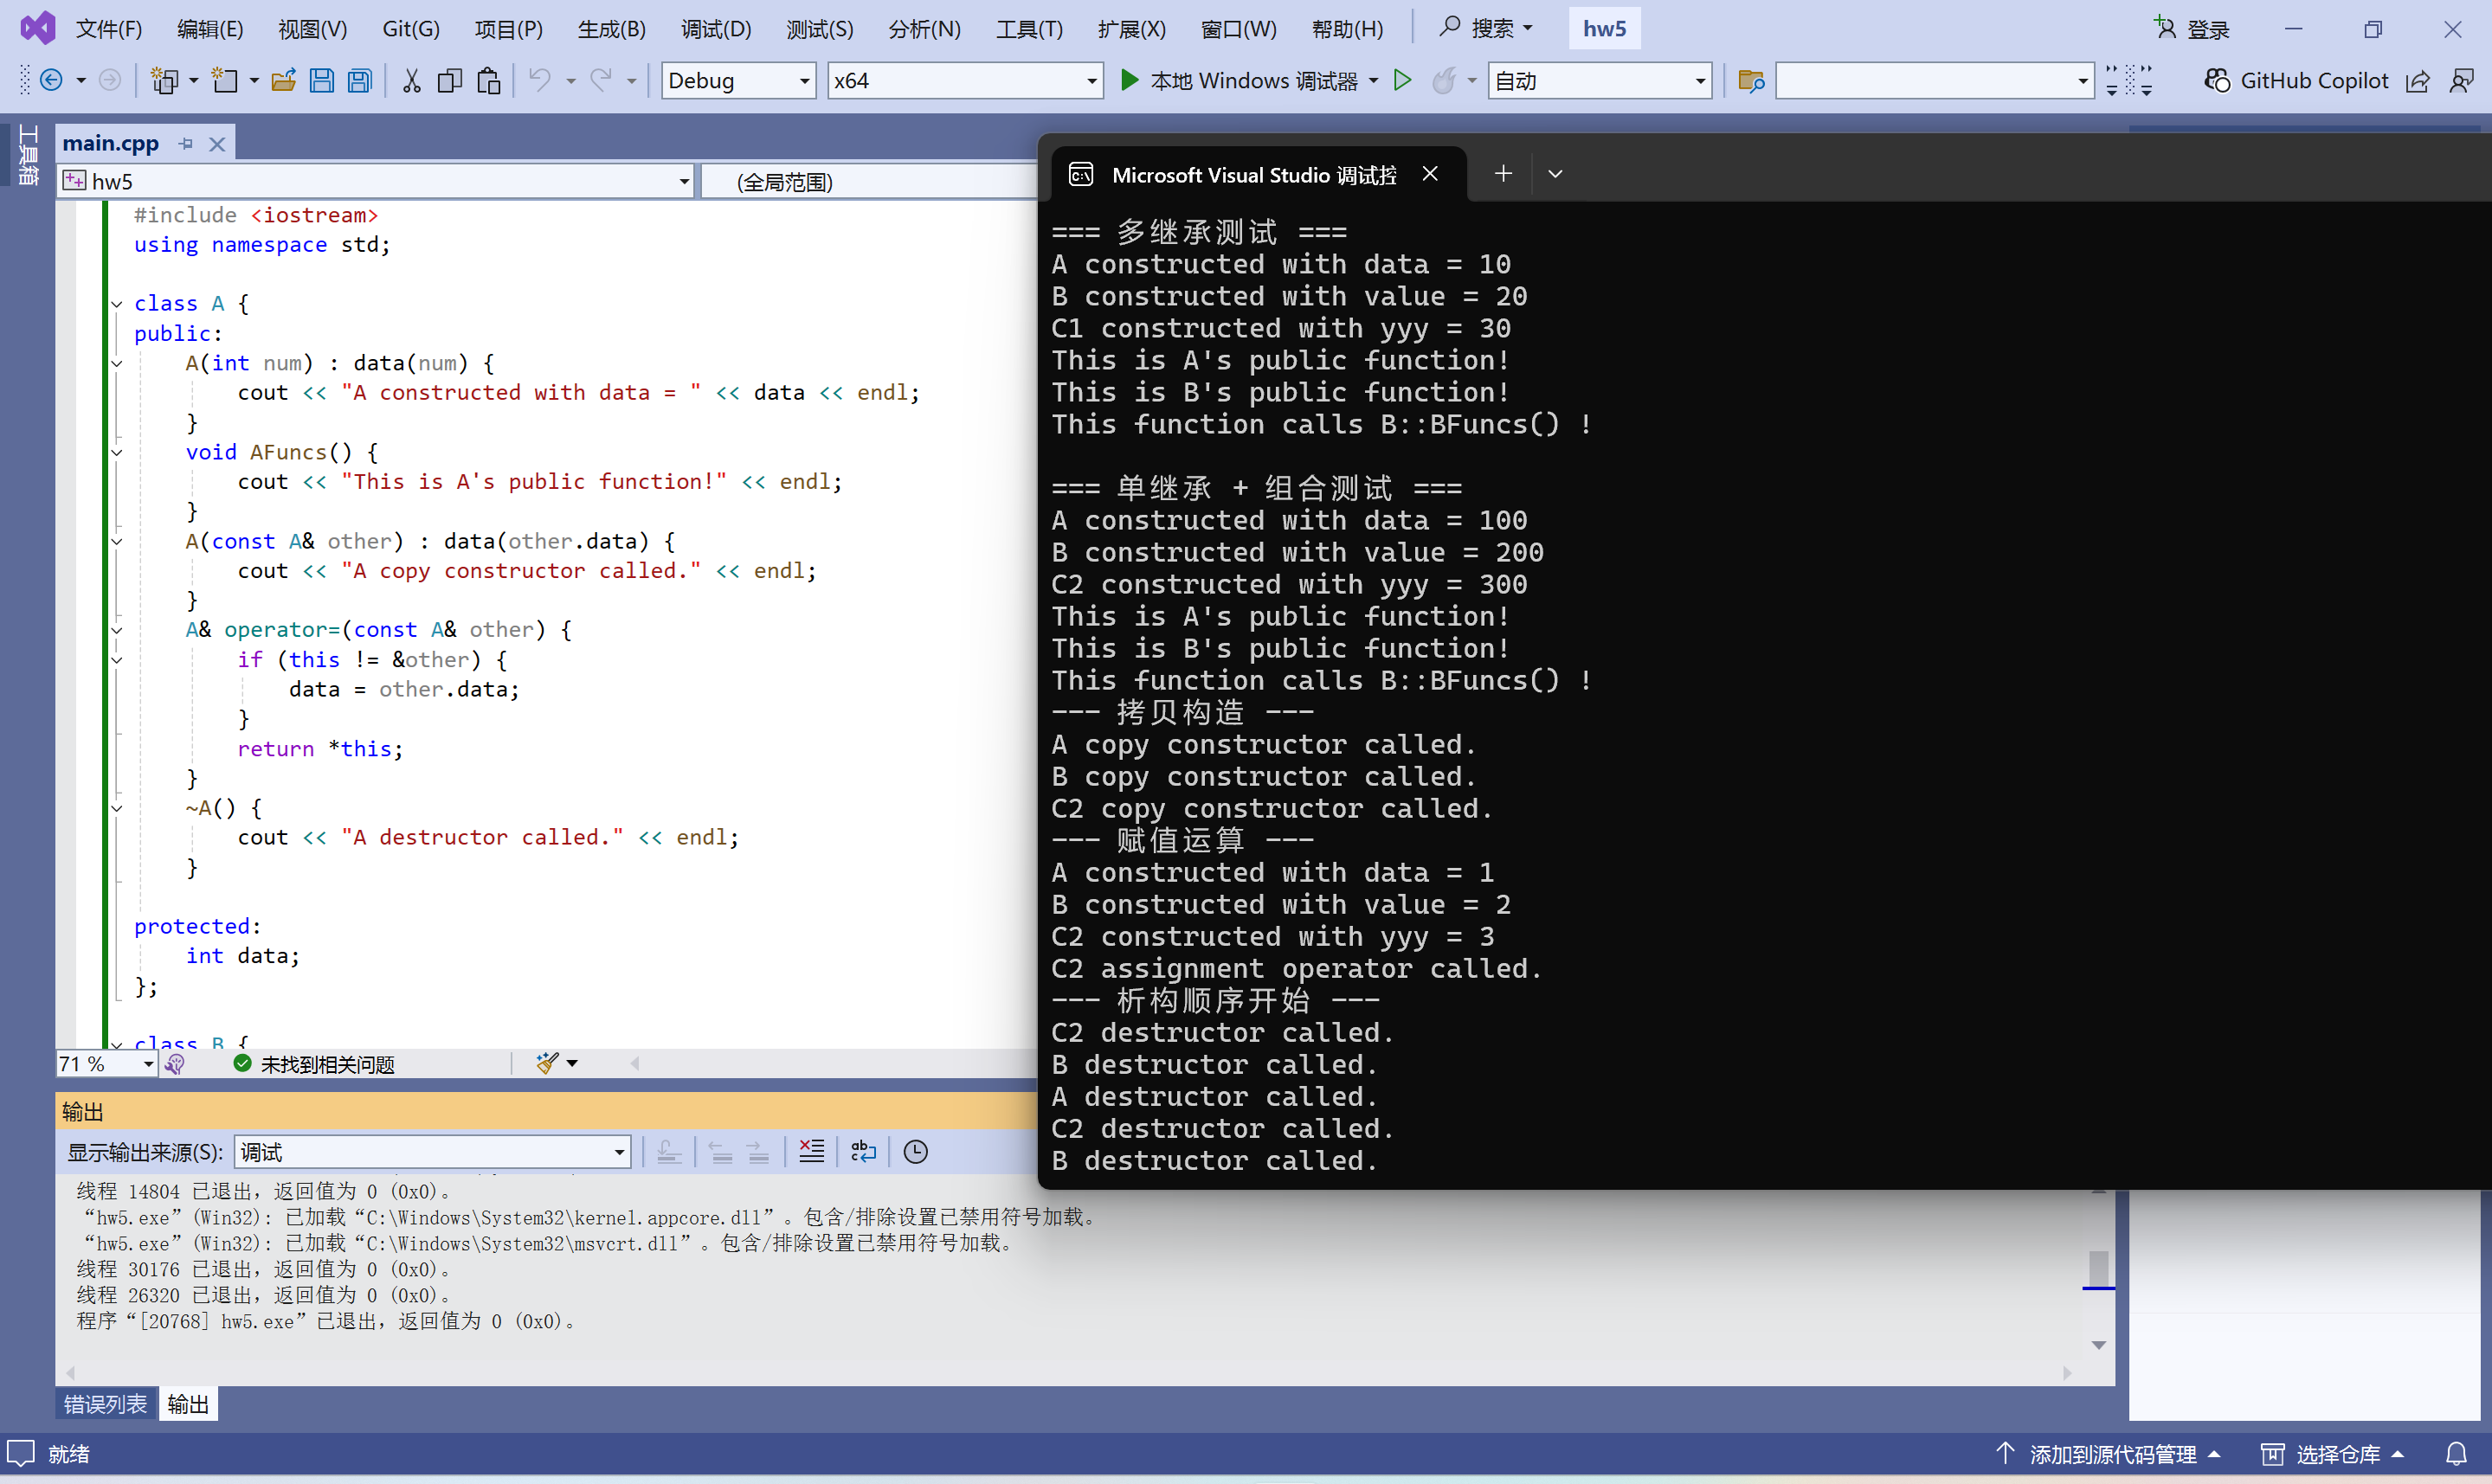 文件(F) 编辑(E) 视图(V) Git(G) 项目(P) 生成(B) 调试(D) 测试(S) 分析(N) 工具(T) 扩展(X) 窗口(W) 帮助(H) 搜索 hw5 登录
Debug x64 本地 Windows 调试器 自动 GitHub Copilot
工具箱
main.cpp
hw5 (全局范围)
#include <iostream>
using namespace std;
class A {
public:
A(int num) : data(num) {
cout << "A constructed with data = " << data << endl;
}
void AFuncs() {
cout << "This is A's public function!" << endl;
}
A(const A& other) : data(other.data) {
cout << "A copy constructor called." << endl;
}
A& operator=(const A& other) {
if (this != &other) {
data = other.data;
}
return *this;
}
~A() {
cout << "A destructor called." << endl;
}
protected:
int data;
};
class B {
71 % 未找到相关问题
Microsoft Visual Studio 调试控
=== 多继承测试 ===
A constructed with data = 10
B constructed with value = 20
C1 constructed with yyy = 30
This is A's public function!
This is B's public function!
This function calls B::BFuncs() !
=== 单继承 + 组合测试 ===
A constructed with data = 100
B constructed with value = 200
C2 constructed with yyy = 300
This is A's public function!
This is B's public function!
This function calls B::BFuncs() !
--- 拷贝构造 ---
A copy constructor called.
B copy constructor called.
C2 copy constructor called.
--- 赋值运算 ---
A constructed with data = 1
B constructed with value = 2
C2 constructed with yyy = 3
C2 assignment operator called.
--- 析构顺序开始 ---
C2 destructor called.
B destructor called.
A destructor called.
C2 destructor called.
B destructor called.
输出
显示输出来源(S): 调试
线程 14804 已退出，返回值为 0 (0x0)。
“hw5.exe”(Win32): 已加载“C:\Windows\System32\kernel.appcore.dll”。包含/排除设置已禁用符号加载。
“hw5.exe”(Win32): 已加载“C:\Windows\System32\msvcrt.dll”。包含/排除设置已禁用符号加载。
线程 30176 已退出，返回值为 0 (0x0)。
线程 26320 已退出，返回值为 0 (0x0)。
程序“[20768] hw5.exe”已退出，返回值为 0 (0x0)。
错误列表 输出
就绪 添加到源代码管理 选择仓库